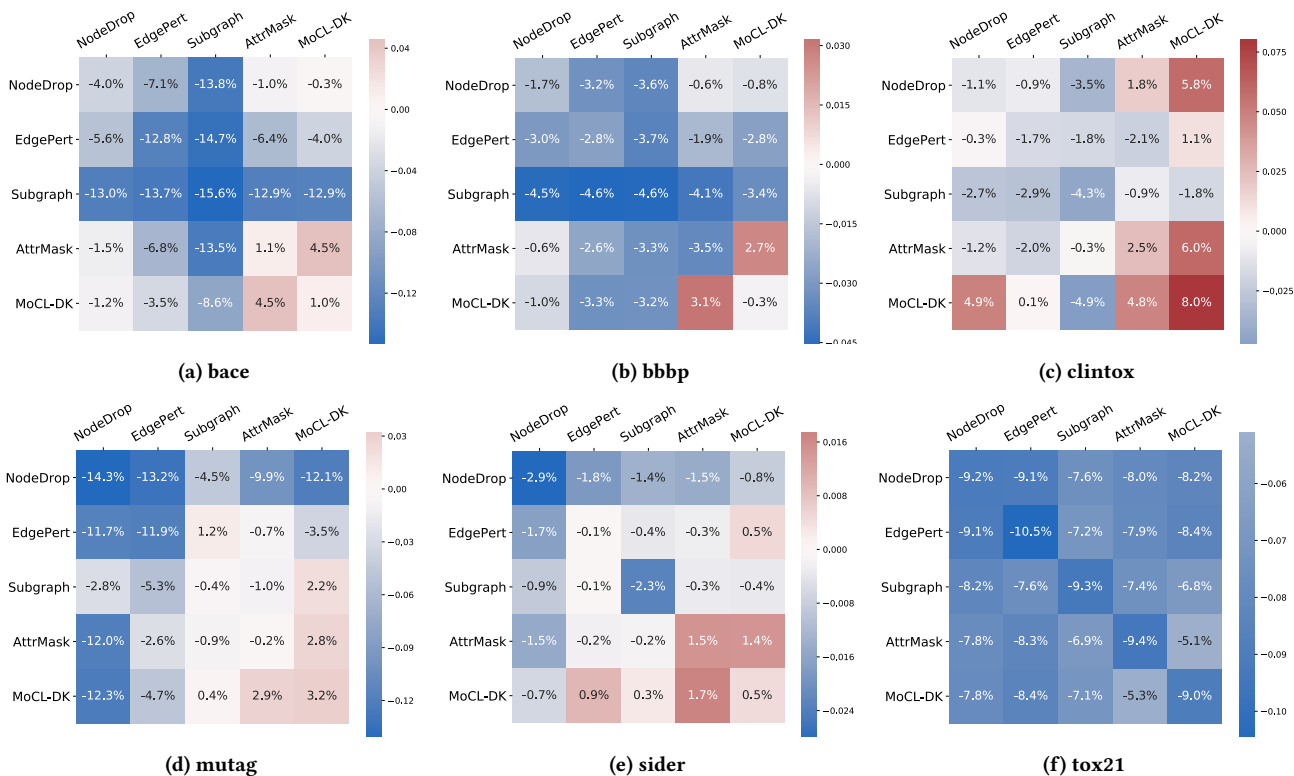 NodeDrop EdgePert Subgraph AttrMask MoCL-DK
NodeDrop -4.0% -7.1% -13.8% -1.0% -0.3%
EdgePert -5.6% -12.8% -14.7% -6.4% -4.0%
Subgraph -13.0% -13.7% -15.6% -12.9% -12.9%
AttrMask -1.5% -6.8% -13.5% 1.1% 4.5%
MoCL-DK -1.2% -3.5% -8.6% 4.5% 1.0%
0.04
0.00
−0.04
−0.08
−0.12
(a) bace
NodeDrop EdgePert Subgraph AttrMask MoCL-DK
NodeDrop -1.7% -3.2% -3.6% -0.6% -0.8%
EdgePert -3.0% -2.8% -3.7% -1.9% -2.8%
Subgraph -4.5% -4.6% -4.6% -4.1% -3.4%
AttrMask -0.6% -2.6% -3.3% -3.5% 2.7%
MoCL-DK -1.0% -3.3% -3.2% 3.1% -0.3%
0.030
0.015
0.000
−0.015
−0.030
−0.045
(b) bbbp
NodeDrop EdgePert Subgraph AttrMask MoCL-DK
NodeDrop -1.1% -0.9% -3.5% 1.8% 5.8%
EdgePert -0.3% -1.7% -1.8% -2.1% 1.1%
Subgraph -2.7% -2.9% -4.3% -0.9% -1.8%
AttrMask -1.2% -2.0% -0.3% 2.5% 6.0%
MoCL-DK 4.9% 0.1% -4.9% 4.8% 8.0%
0.075
0.050
0.025
0.000
−0.025
(c) clintox
NodeDrop EdgePert Subgraph AttrMask MoCL-DK
NodeDrop -14.3% -13.2% -4.5% -9.9% -12.1%
EdgePert -11.7% -11.9% 1.2% -0.7% -3.5%
Subgraph -2.8% -5.3% -0.4% -1.0% 2.2%
AttrMask -12.0% -2.6% -0.9% -0.2% 2.8%
MoCL-DK -12.3% -4.7% 0.4% 2.9% 3.2%
0.03
0.00
−0.03
−0.06
−0.09
−0.12
(d) mutag
NodeDrop EdgePert Subgraph AttrMask MoCL-DK
NodeDrop -2.9% -1.8% -1.4% -1.5% -0.8%
EdgePert -1.7% -0.1% -0.4% -0.3% 0.5%
Subgraph -0.9% -0.1% -2.3% -0.3% -0.4%
AttrMask -1.5% -0.2% -0.2% 1.5% 1.4%
MoCL-DK -0.7% 0.9% 0.3% 1.7% 0.5%
0.016
0.008
0.000
−0.008
−0.016
−0.024
(e) sider
NodeDrop EdgePert Subgraph AttrMask MoCL-DK
NodeDrop -9.2% -9.1% -7.6% -8.0% -8.2%
EdgePert -9.1% -10.5% -7.2% -7.9% -8.4%
Subgraph -8.2% -7.6% -9.3% -7.4% -6.8%
AttrMask -7.8% -8.3% -6.9% -9.4% -5.1%
MoCL-DK -7.8% -8.4% -7.1% -5.3% -9.0%
−0.06
−0.07
−0.08
−0.09
−0.10
(f) tox21